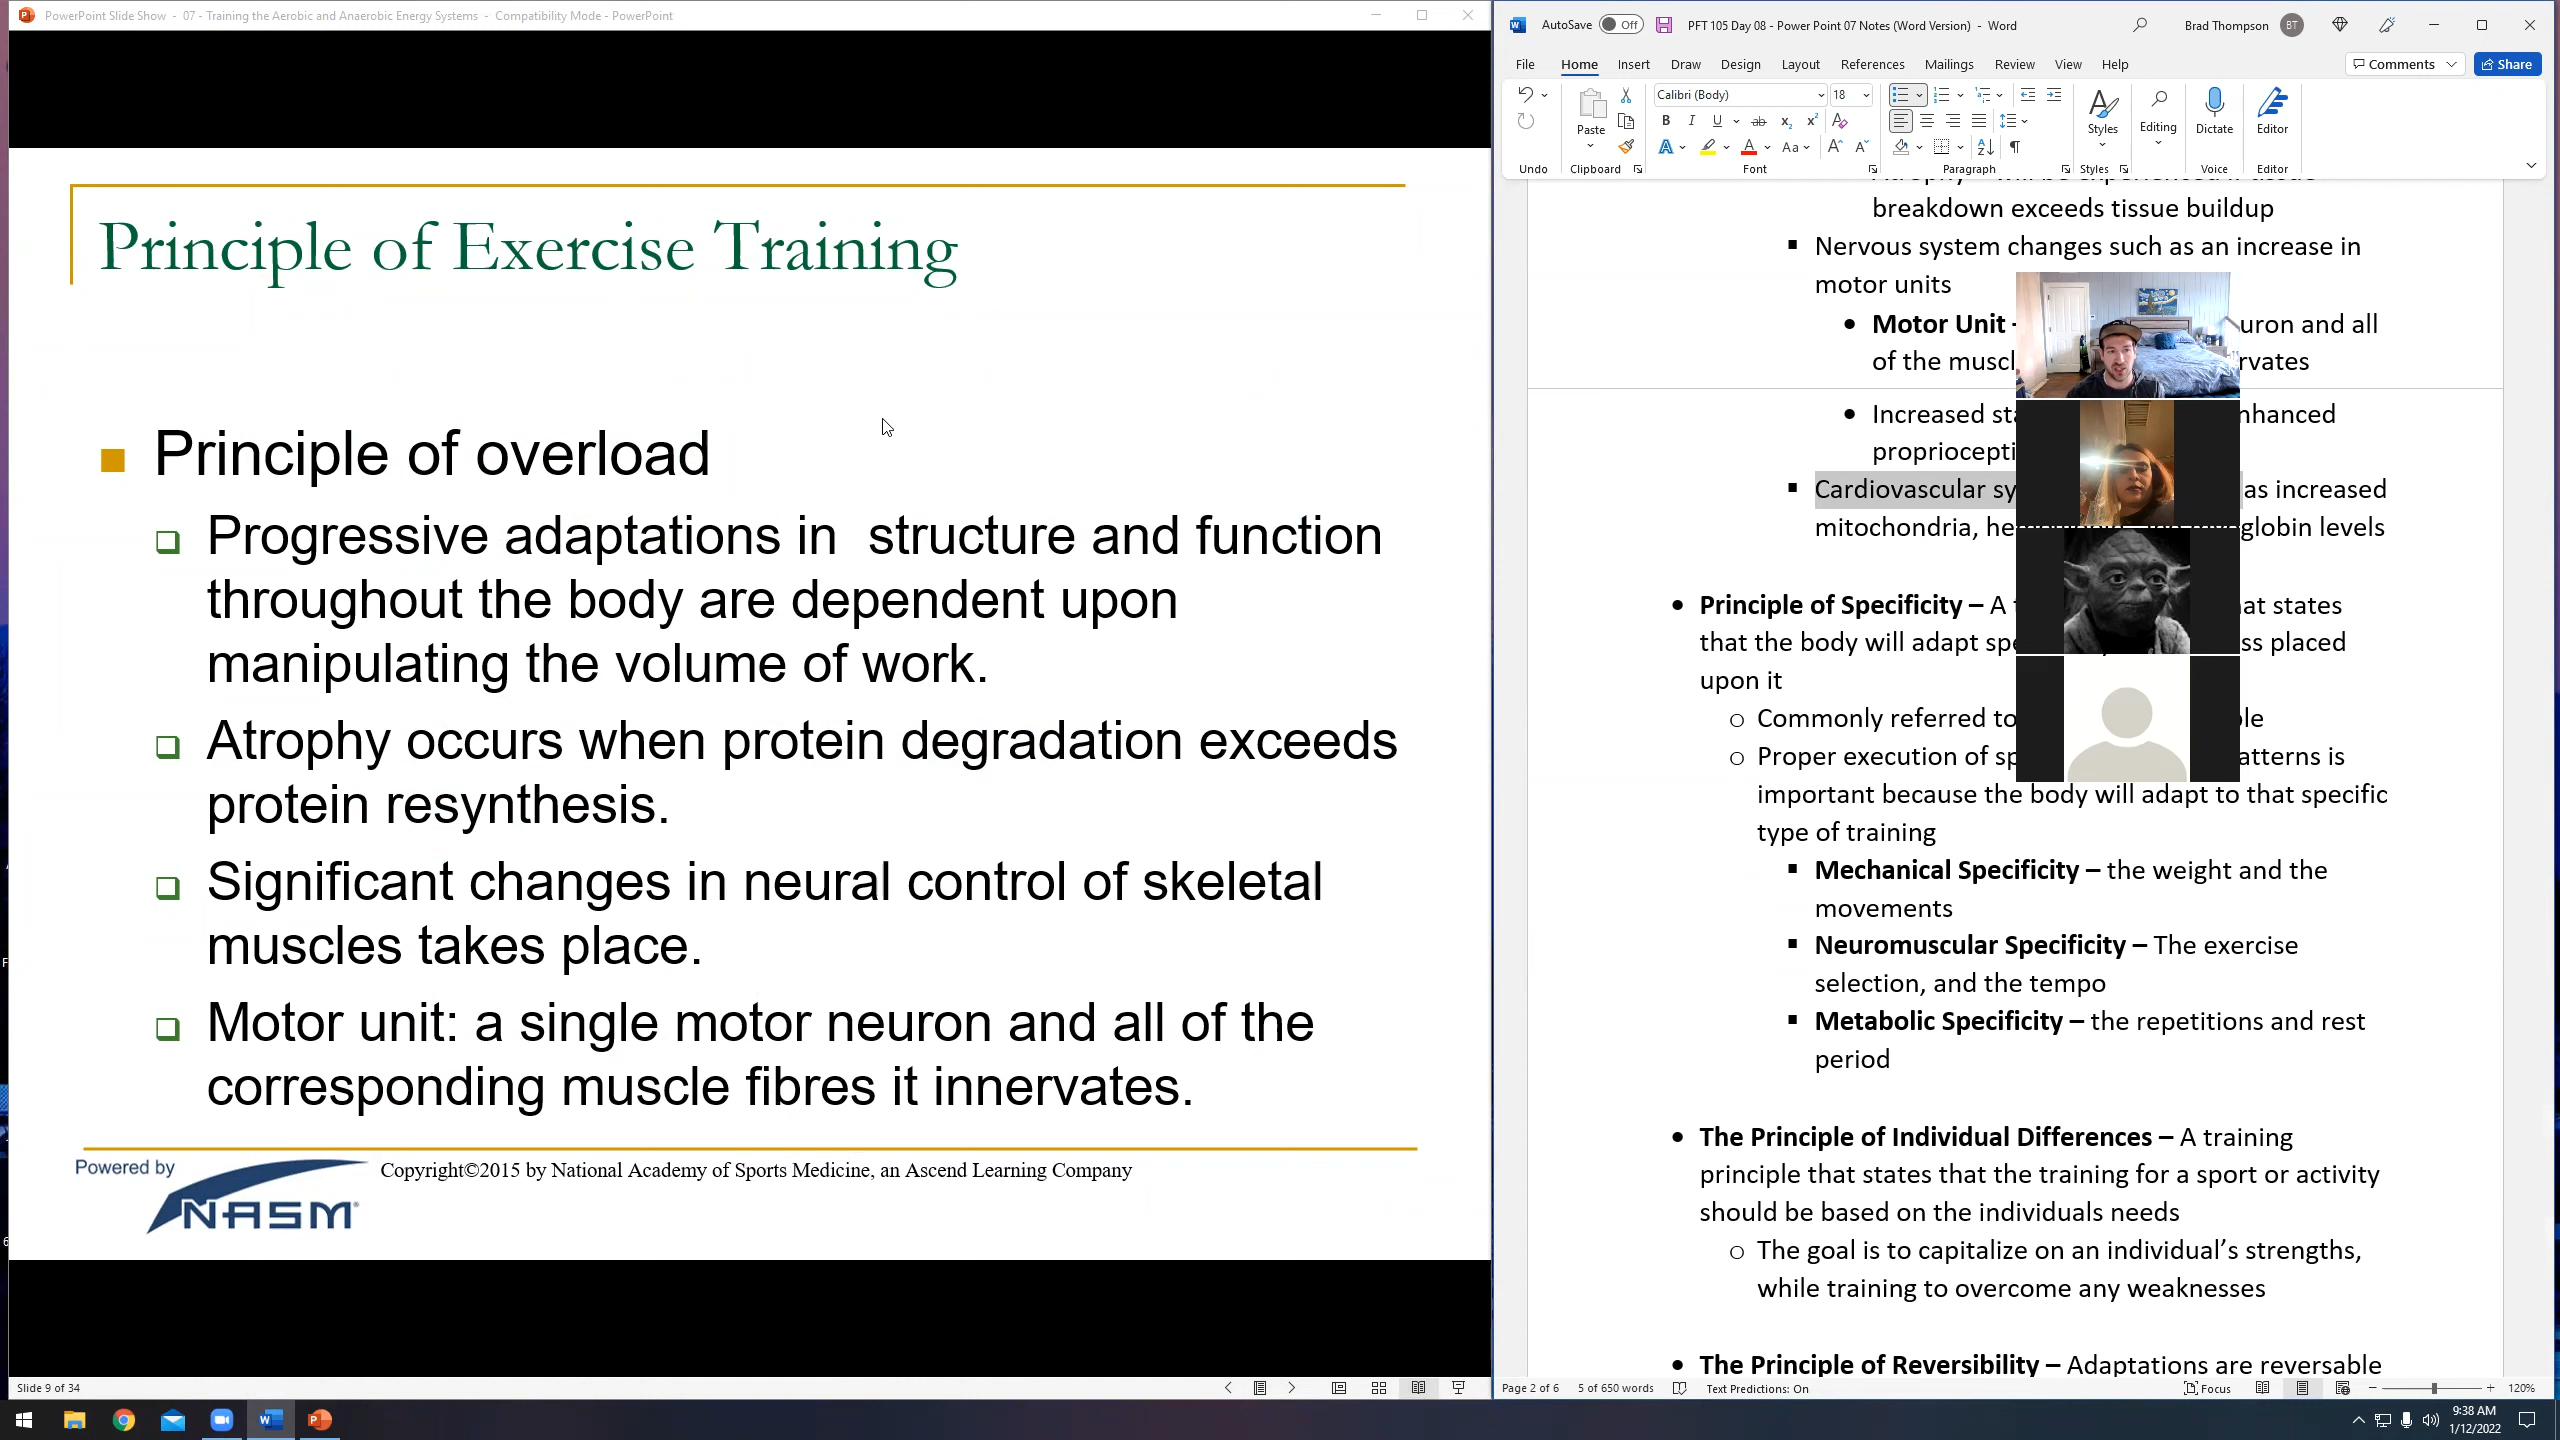 PowerPoint Slide Show - 07 - Training the Aerobic and Anaerobic Energy Systems - Compatibility Mode - PowerPoint
Principle of Exercise Training
Principle of overload
Progressive adaptations in structure and function
throughout the body are dependent upon
manipulating the volume of work.
Atrophy occurs when protein degradation exceeds
protein resynthesis.
Significant changes in neural control of skeletal
muscles takes place.
Motor unit: a single motor neuron and all of the
corresponding muscle fibres it innervates.
Powered by
NASM
Copyright©2015 by National Academy of Sports Medicine, an Ascend Learning Company
Slide 9 of 34
AutoSave Off PFT 105 Day 08 - Power Point 07 Notes (Word Version) - Word Brad Thompson BT
File Home Insert Draw Design Layout References Mailings Review View Help Comments Share
Calibri (Body) 18
Paste Styles Editing Dictate Editor
Undo Clipboard Font Paragraph Styles Voice Editor
breakdown exceeds tissue buildup
Nervous system changes such as an increase in
motor units
Motor Unit - uron and all
of the muscl rvates
Increased sta nhanced
propriocepti
Cardiovascular sy as increased
mitochondria, he globin levels
Principle of Specificity – A at states
that the body will adapt spe ss placed
upon it
Commonly referred to le
Proper execution of sp atterns is
important because the body will adapt to that specific
type of training
Mechanical Specificity – the weight and the
movements
Neuromuscular Specificity – The exercise
selection, and the tempo
Metabolic Specificity – the repetitions and rest
period
The Principle of Individual Differences – A training
principle that states that the training for a sport or activity
should be based on the individuals needs
The goal is to capitalize on an individual’s strengths,
while training to overcome any weaknesses
The Principle of Reversibility – Adaptations are reversable
Page 2 of 6 5 of 650 words Text Predictions: On Focus 120%
9:38 AM
1/12/2022